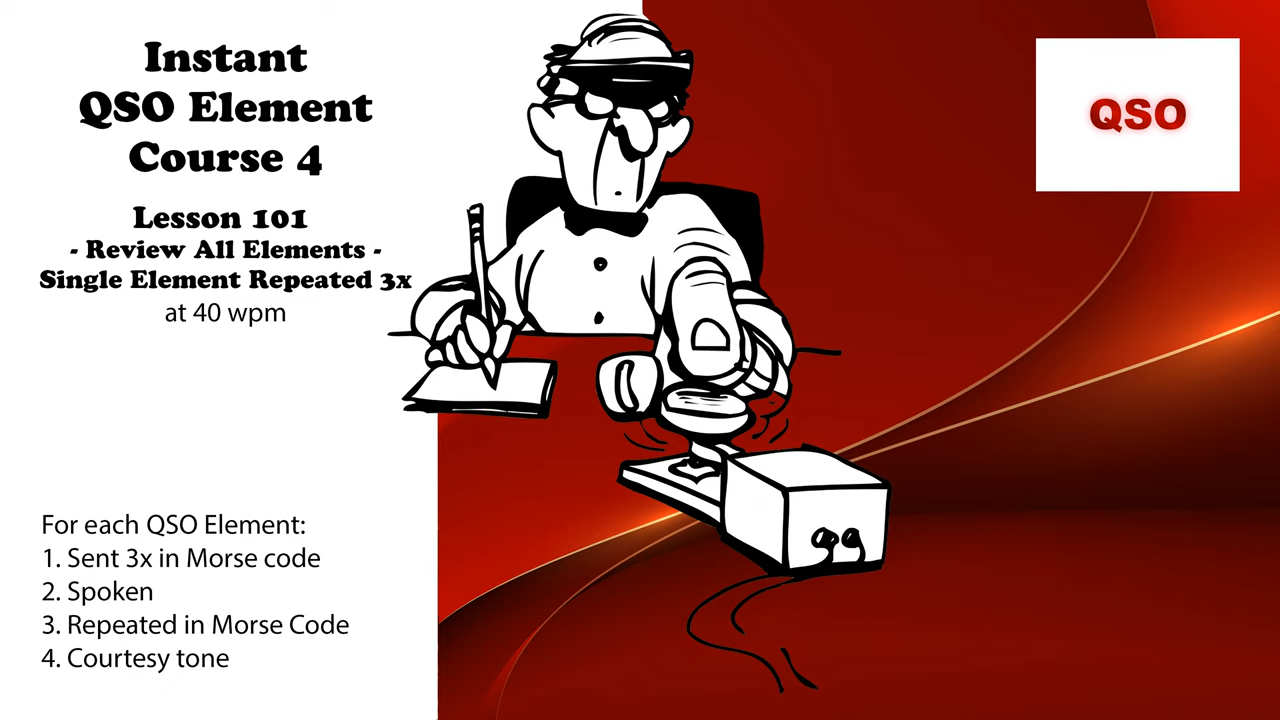 Instant
QSO Element
Course 4
Lesson 101
- Review All Elements -
Single Element Repeated 3x
at 40 wpm
QSO
For each QSO Element:
1. Sent 3x in Morse code
2. Spoken
3. Repeated in Morse Code
4. Courtesy tone